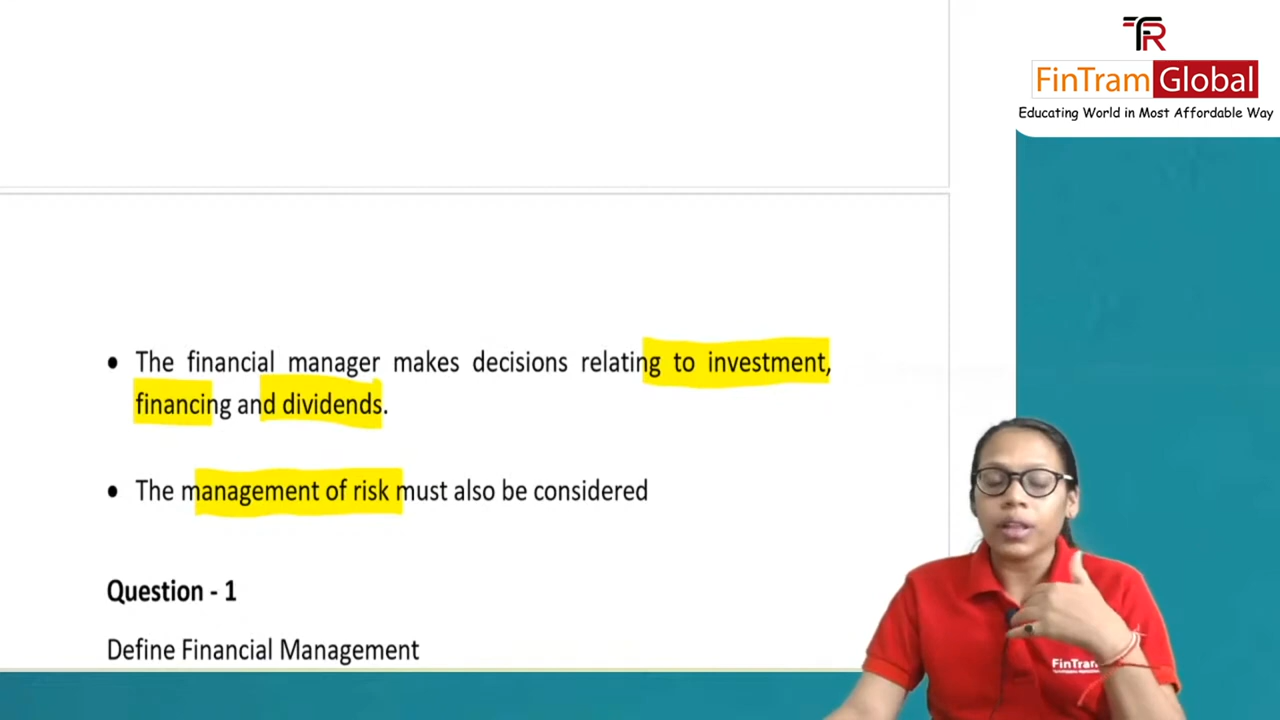 FinTram Global
Educating World in Most Affordable Way
• The financial manager makes decisions relating to investment,
financing and dividends.
• The management of risk must also be considered
Question - 1
Define Financial Management
FinTram